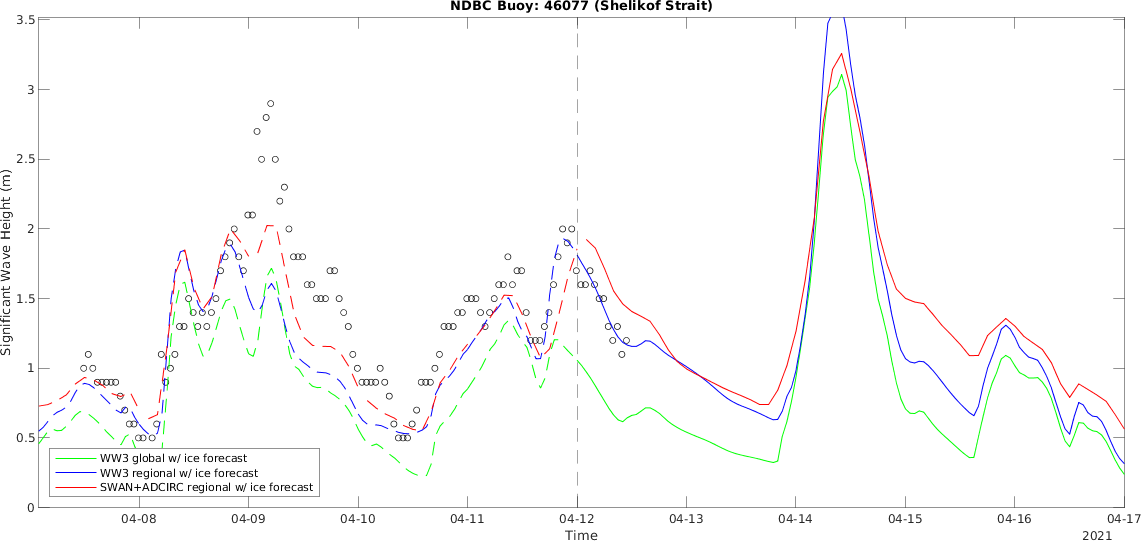 NDBC Buoy: 46077 (Shelikof Strait)
3.5
3
2.5
2
1.5
1
0.5
0
Significant Wave Height (m)
WW3 global w/ ice forecast
WW3 regional w/ ice forecast
SWAN+ADCIRC regional w/ ice forecast
04-08 04-09 04-10 04-11 04-12 04-13 04-14 04-15 04-16 04-17
Time
2021